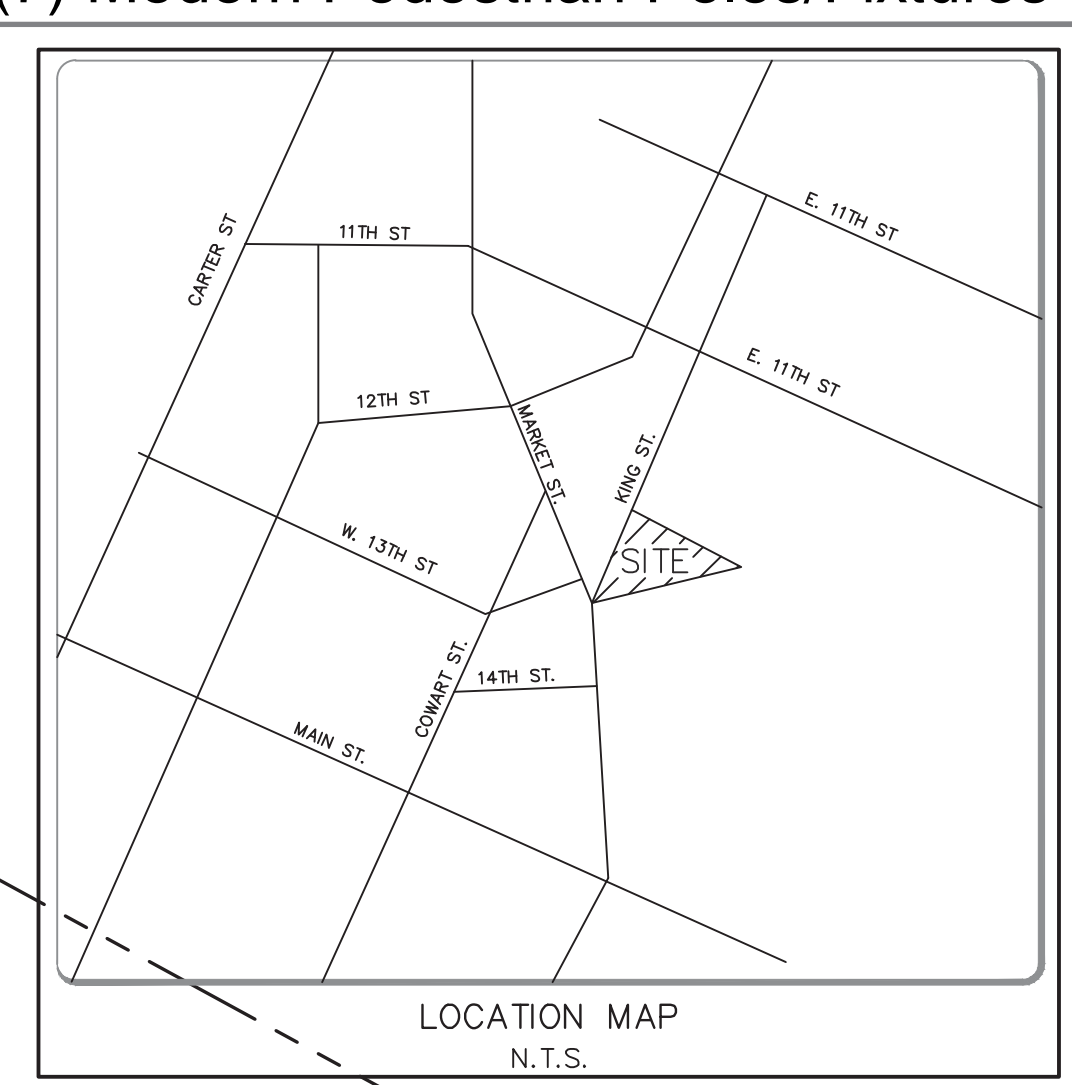 (P) Modern Pedestrian Poles/Fixtures
E. 11TH ST
CARTER ST
11TH ST
E. 11TH ST
12TH ST
MARKET ST.
KING ST.
W. 13TH ST
SITE
COWART ST.
14TH ST.
MAIN ST.
LOCATION MAP
N.T.S.